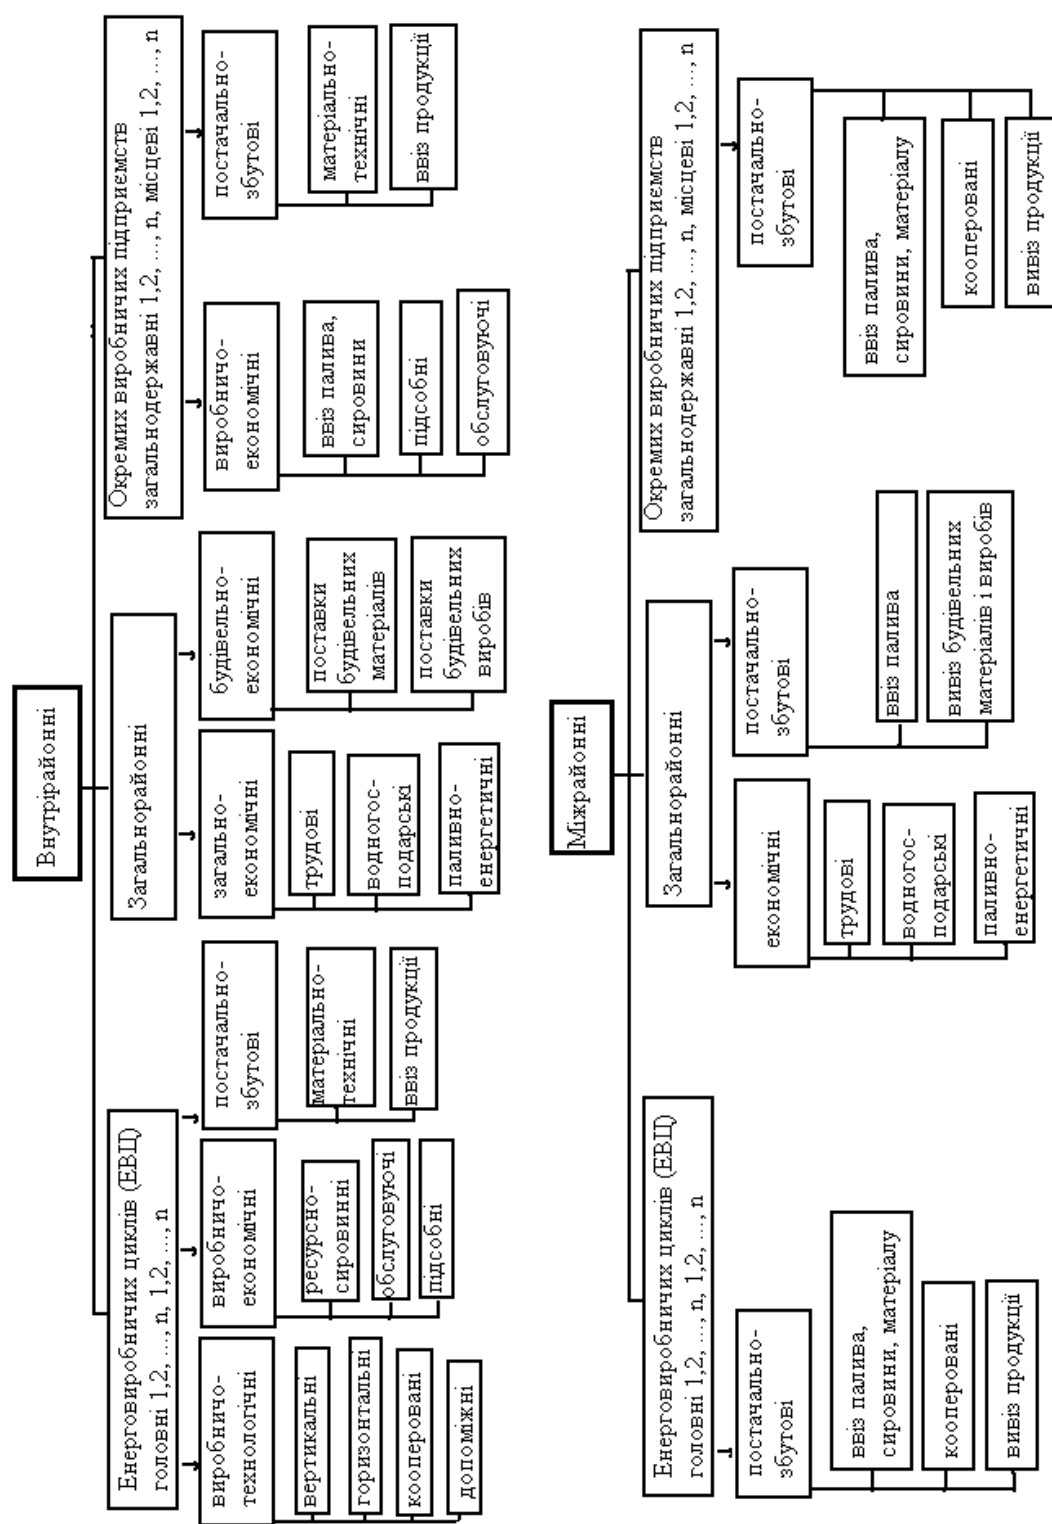 Внутрірайонні
Енерговиробничих циклів (ЕВЦ)
головні 1,2, ..., n, 1,2, ..., n
виробничо-
технологічні
вертикальні
горизонтальні
кооперовані
допоміжні
виробничо-
економічні
ресурсно-
сировинні
обслуговуючі
підсобні
постачально-
збутові
матеріально-
технічні
ввіз продукції
Загальнорайонні
загально-
економічні
трудові
водногос-
подарські
паливно-
енергетичні
будівельно-
економічні
поставки
будівельних
матеріалів
поставки
будівельних
виробів
Окремих виробничих підприємств
загальнодержавні 1,2, ..., n, місцеві 1,2, ..., n
виробничо-
економічні
ввіз палива,
сировини
підсобні
обслуговуючі
постачально-
збутові
матеріально-
технічні
ввіз продукції
Міжрайонні
Енерговиробничих циклів (ЕВЦ)
головні 1,2, ..., n, 1,2, ..., n
постачально-
збутові
ввіз палива,
сировини, матеріалу
кооперовані
вивіз продукції
Загальнорайонні
економічні
трудові
водногос-
подарські
паливно-
енергетичні
постачально-
збутові
ввіз палива
вивіз будівельних
матеріалів і виробів
Окремих виробничих підприємств
загальнодержавні 1,2, ..., n, місцеві 1,2, ..., n
постачально-
збутові
ввіз палива,
сировини, матеріалу
кооперовані
вивіз продукції